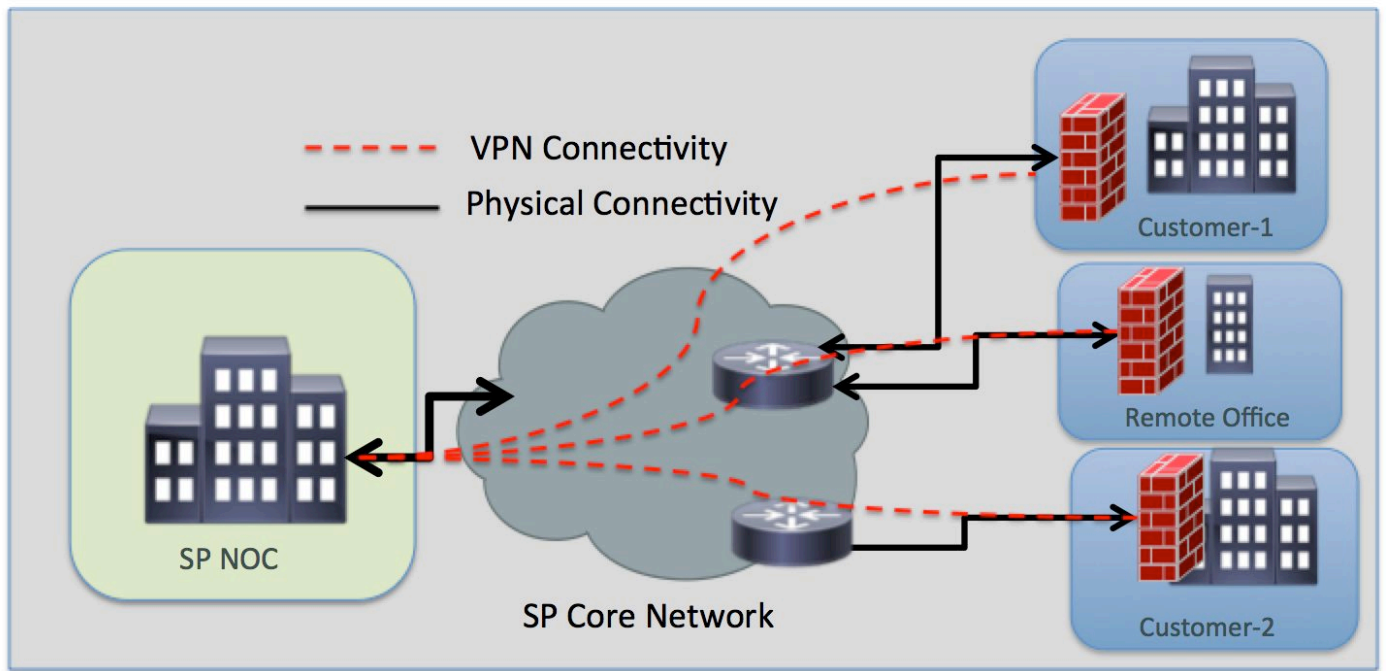 VPN Connectivity
Physical Connectivity
Customer-1
Remote Office
SP NOC
SP Core Network
Customer-2